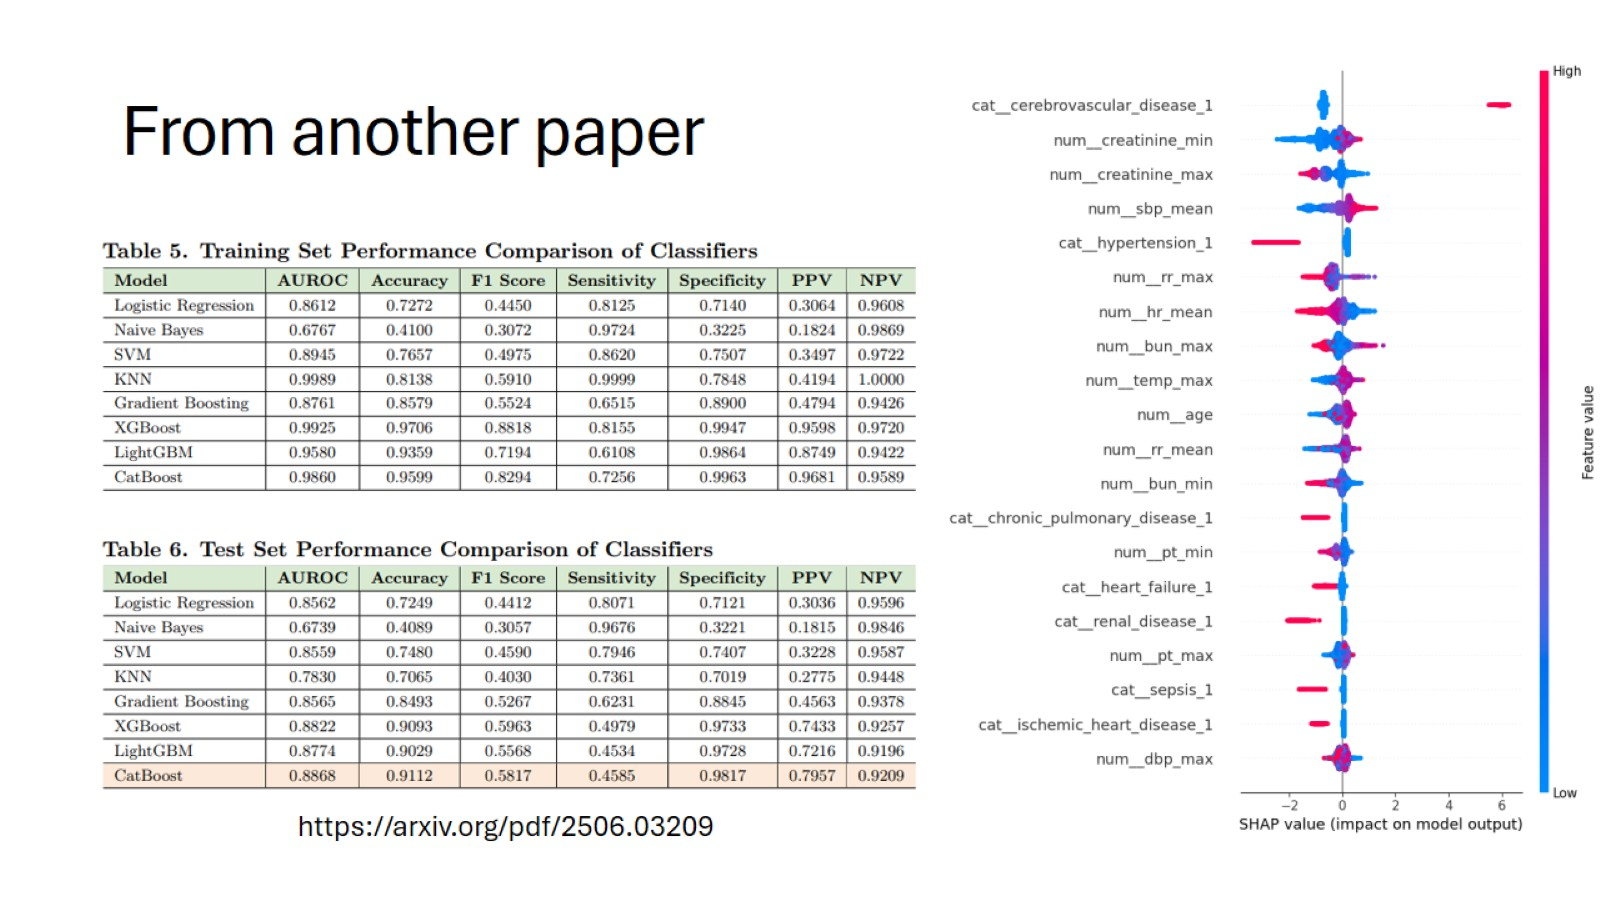 From another paper
Table 5. Training Set Performance Comparison of Classifiers
Model AUROC Accuracy F1 Score Sensitivity Specificity PPV NPV
Logistic Regression 0.8612 0.7272 0.4450 0.8125 0.7140 0.3064 0.9608
Naive Bayes 0.6767 0.4100 0.3072 0.9724 0.3225 0.1824 0.9869
SVM 0.8945 0.7657 0.4975 0.8620 0.7507 0.3497 0.9722
KNN 0.9989 0.8138 0.5910 0.9999 0.7848 0.4194 1.0000
Gradient Boosting 0.8761 0.8579 0.5524 0.6515 0.8900 0.4794 0.9426
XGBoost 0.9925 0.9706 0.8818 0.8155 0.9947 0.9598 0.9720
LightGBM 0.9580 0.9359 0.7194 0.6108 0.9864 0.8749 0.9422
CatBoost 0.9860 0.9599 0.8294 0.7256 0.9963 0.9681 0.9589
Table 6. Test Set Performance Comparison of Classifiers
Model AUROC Accuracy F1 Score Sensitivity Specificity PPV NPV
Logistic Regression 0.8562 0.7249 0.4412 0.8071 0.7121 0.3036 0.9596
Naive Bayes 0.6739 0.4089 0.3057 0.9676 0.3221 0.1815 0.9846
SVM 0.8559 0.7480 0.4590 0.7946 0.7407 0.3228 0.9587
KNN 0.7830 0.7065 0.4030 0.7361 0.7019 0.2775 0.9448
Gradient Boosting 0.8565 0.8493 0.5267 0.6231 0.8845 0.4563 0.9378
XGBoost 0.8822 0.9093 0.5963 0.4979 0.9733 0.7433 0.9257
LightGBM 0.8774 0.9029 0.5568 0.4534 0.9728 0.7216 0.9196
CatBoost 0.8868 0.9112 0.5817 0.4585 0.9817 0.7957 0.9209
https://arxiv.org/pdf/2506.03209
cat__cerebrovascular_disease_1
num__creatinine_min
num__creatinine_max
num__sbp_mean
cat__hypertension_1
num__rr_max
num__hr_mean
num__bun_max
num__temp_max
num__age
num__rr_mean
num__bun_min
cat__chronic_pulmonary_disease_1
num__pt_min
cat__heart_failure_1
cat__renal_disease_1
num__pt_max
cat__sepsis_1
cat__ischemic_heart_disease_1
num__dbp_max
−2 0 2 4 6
SHAP value (impact on model output)
High
Feature value
Low